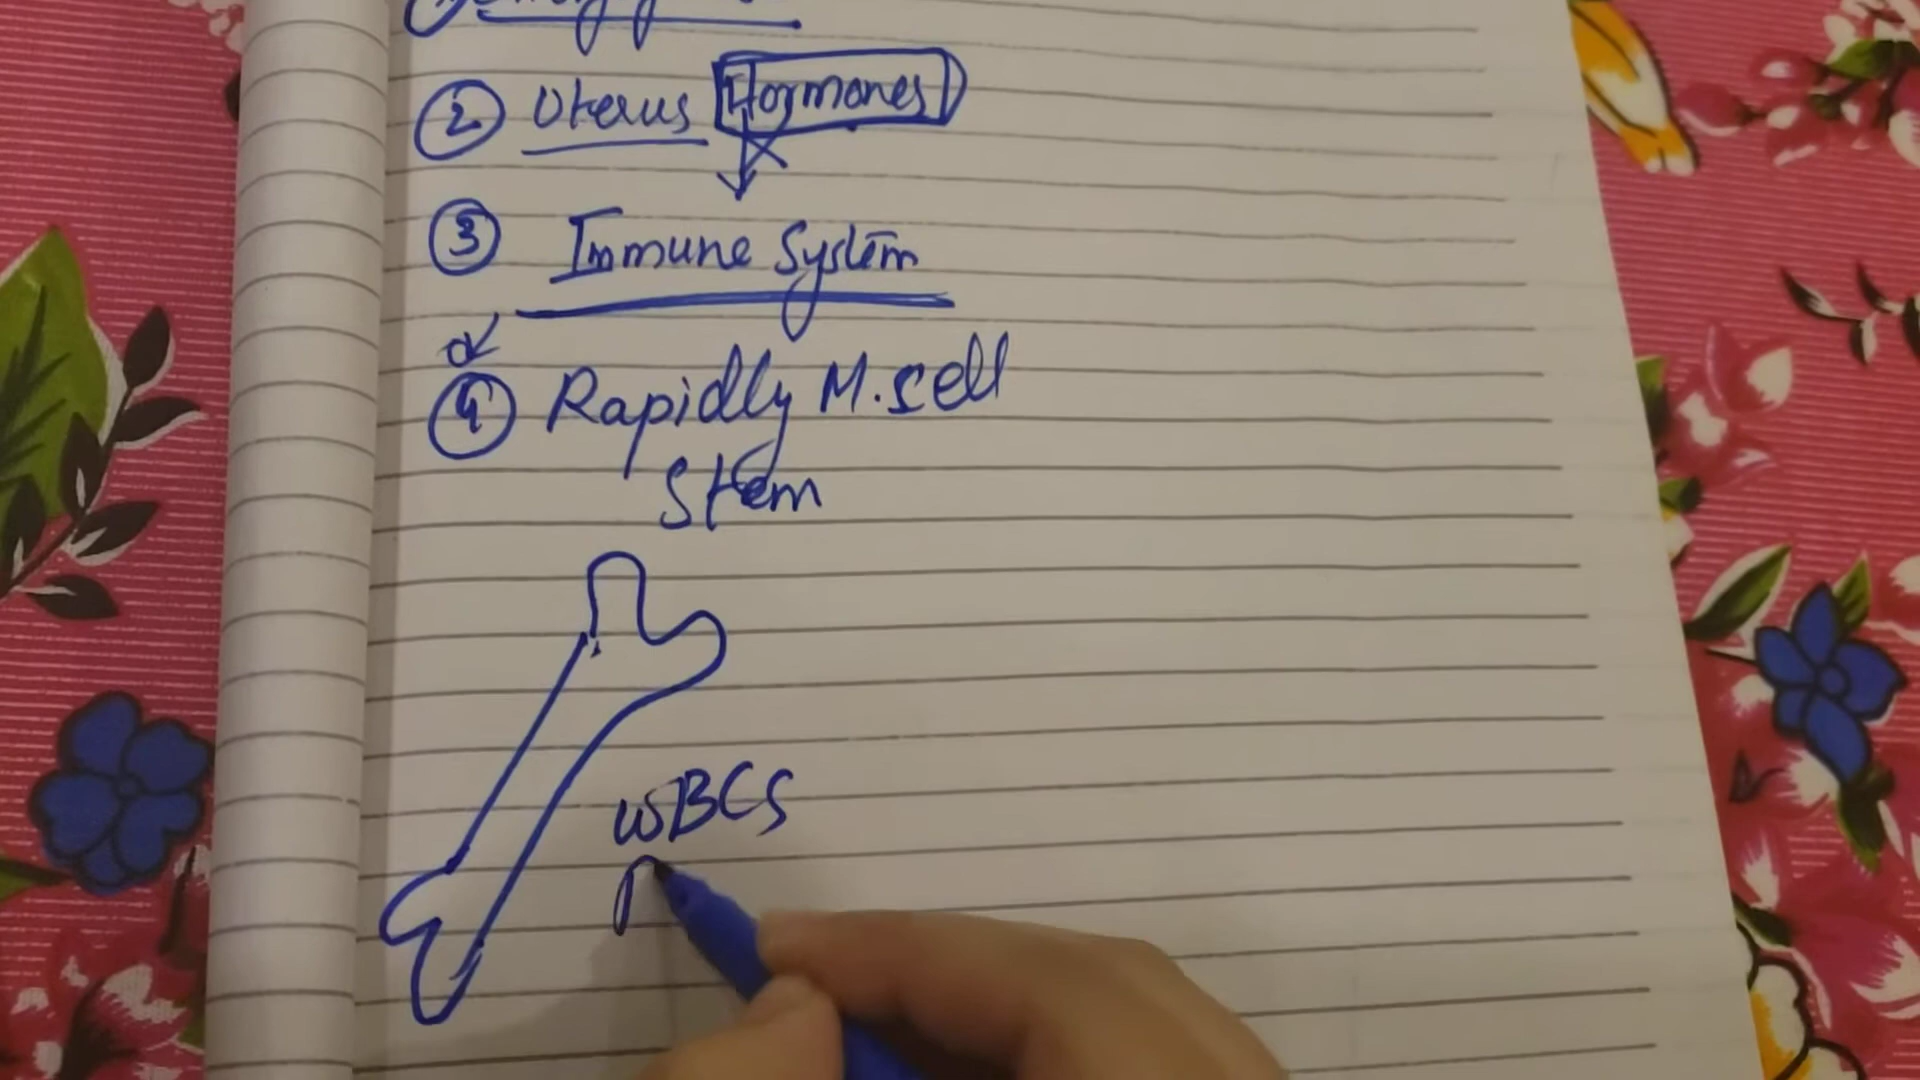 ② Uterus Hormones
③ Immune System
④ Rapidly M. cell
Stem
WBCs